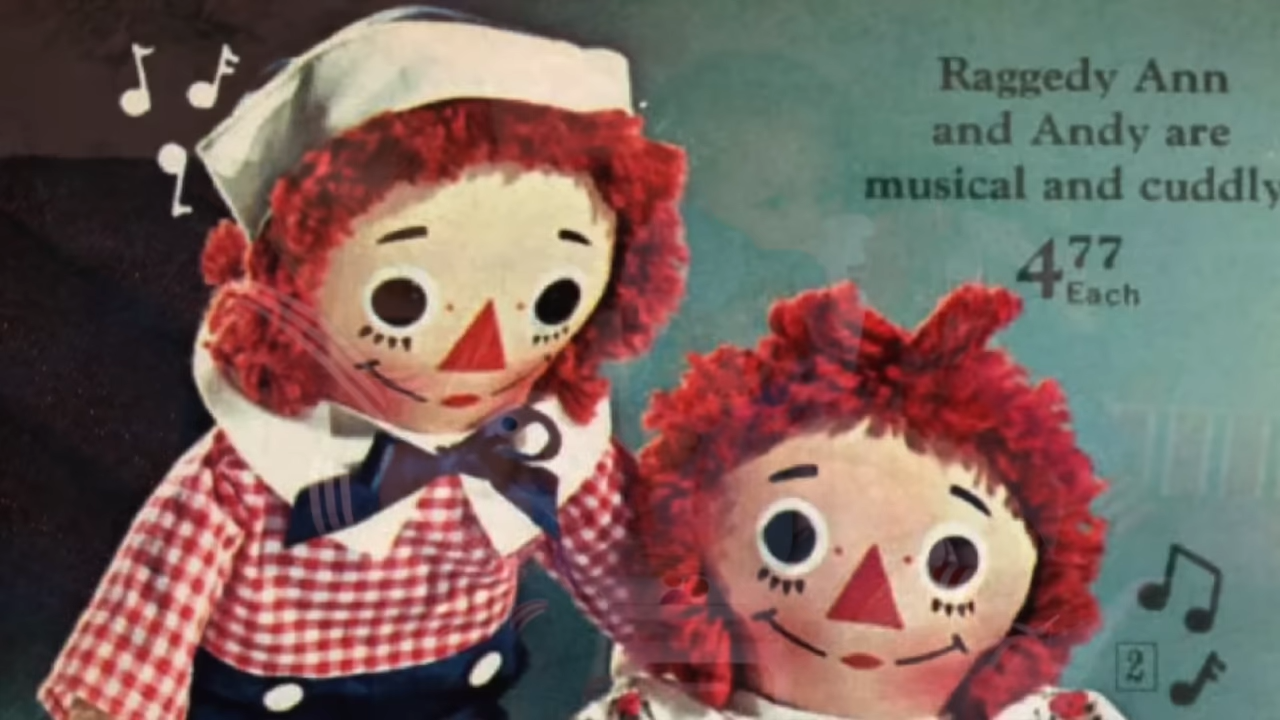 Raggedy Ann
and Andy are
musical and cuddly
4 77
Each
2